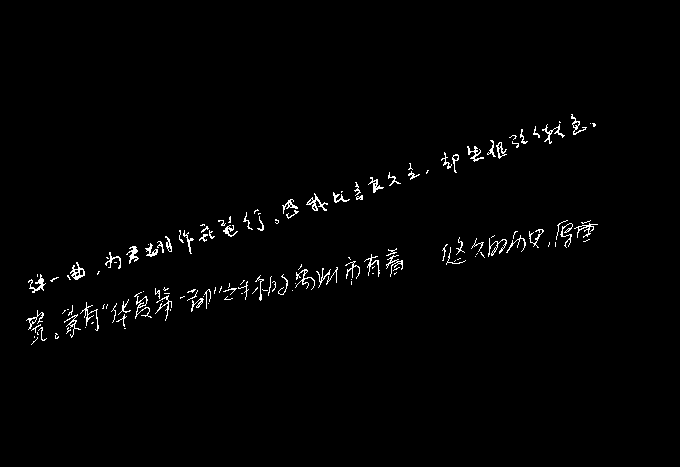 弹一曲，为君翻作琵琶行。感我此言良久立，却坐促弦弦转急。
誉。素有“华夏第一都”之称的禹州市有着 悠久的历史，厚重